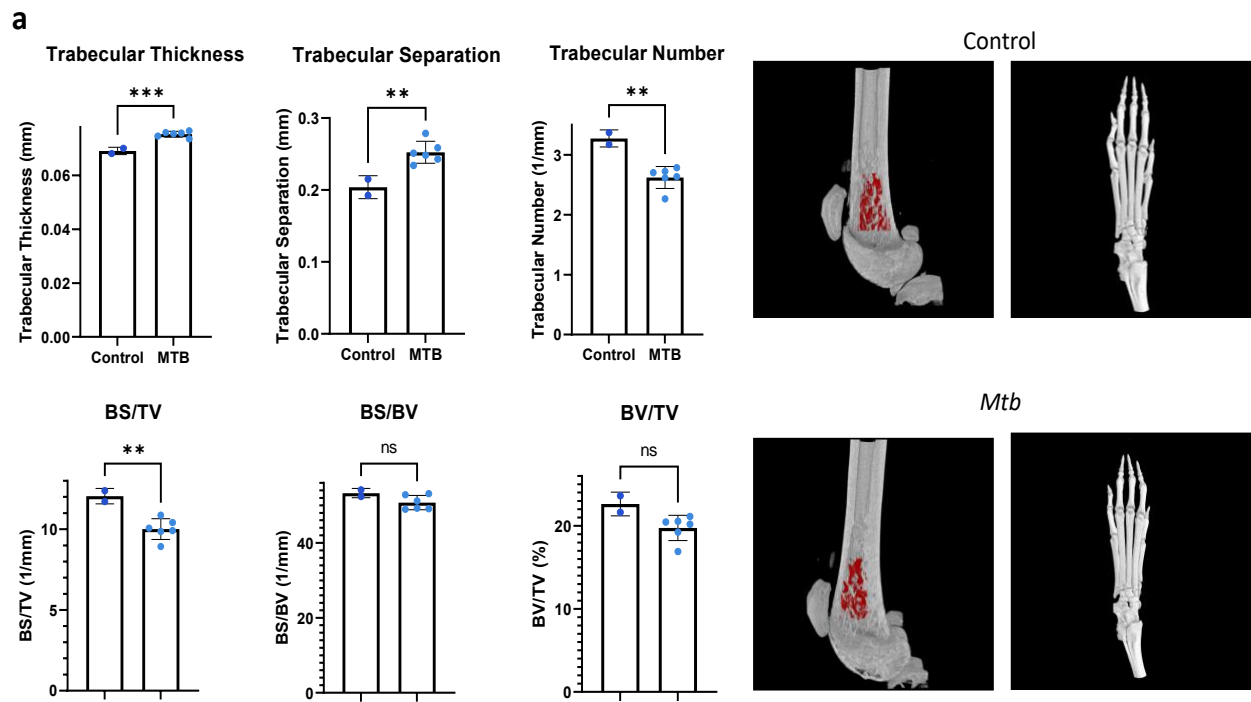 a
Trabecular Thickness
***
Trabecular Thickness (mm)
0.06
0.04
0.02
0.00
Control MTB
Trabecular Separation
**
Trabecular Separation (mm)
0.3
0.2
0.1
0.0
Control MTB
Trabecular Number
**
Trabecular Number (1/mm)
3
2
1
0
Control MTB
Control
BS/TV
**
BS/TV (1/mm)
10
5
0
BS/BV
ns
BS/BV (1/mm)
40
20
0
BV/TV
ns
BV/TV (%)
20
10
0
Mtb